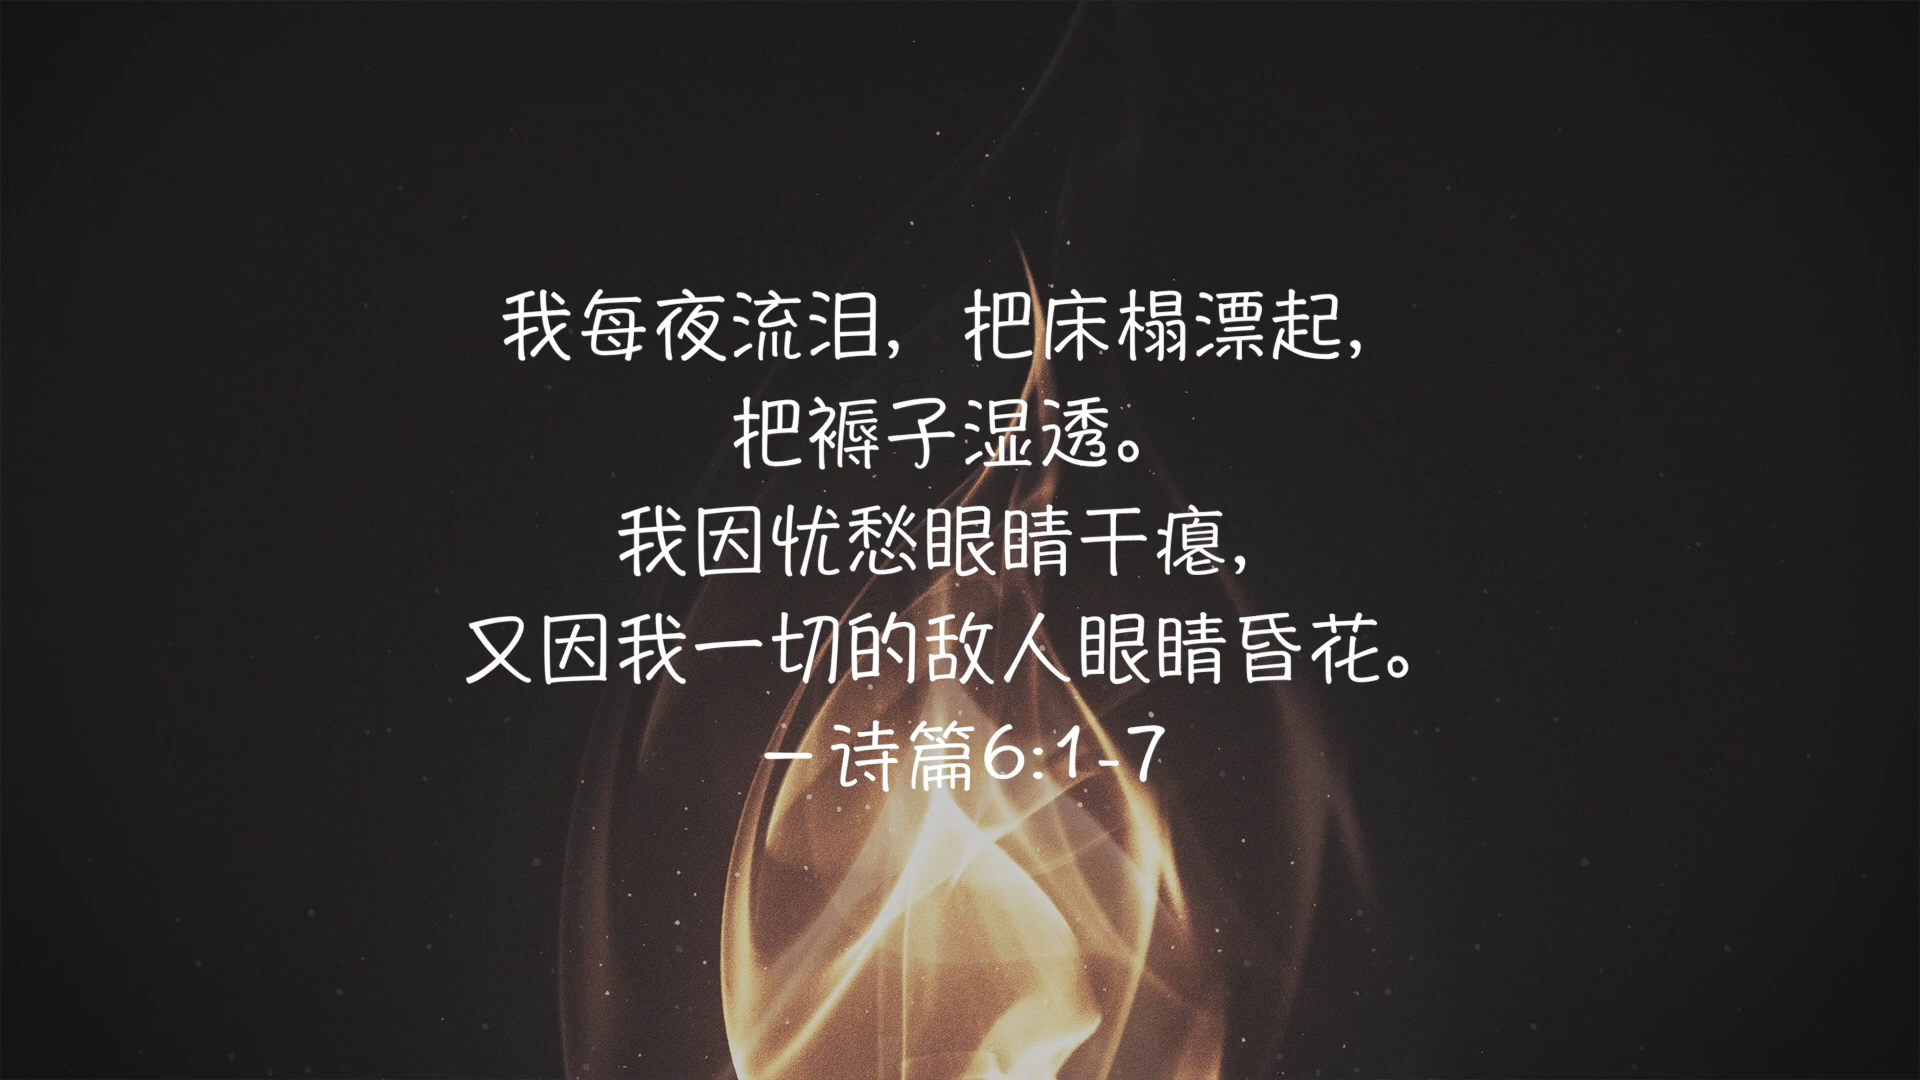 我每夜流泪，把床榻漂起，
把褥子湿透。
我因忧愁眼睛干瘪，
又因我一切的敌人眼睛昏花。
– 诗篇6:1-7